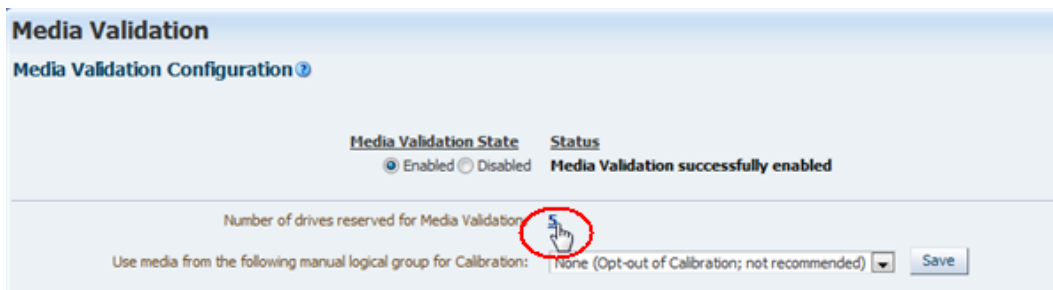 Media Validation
Media Validation Configuration ?
Media Validation State Status
Enabled Disabled Media Validation successfully enabled
Number of drives reserved for Media Validation: 5
Use media from the following manual logical group for Calibration: None (Opt-out of Calibration; not recommended) Save